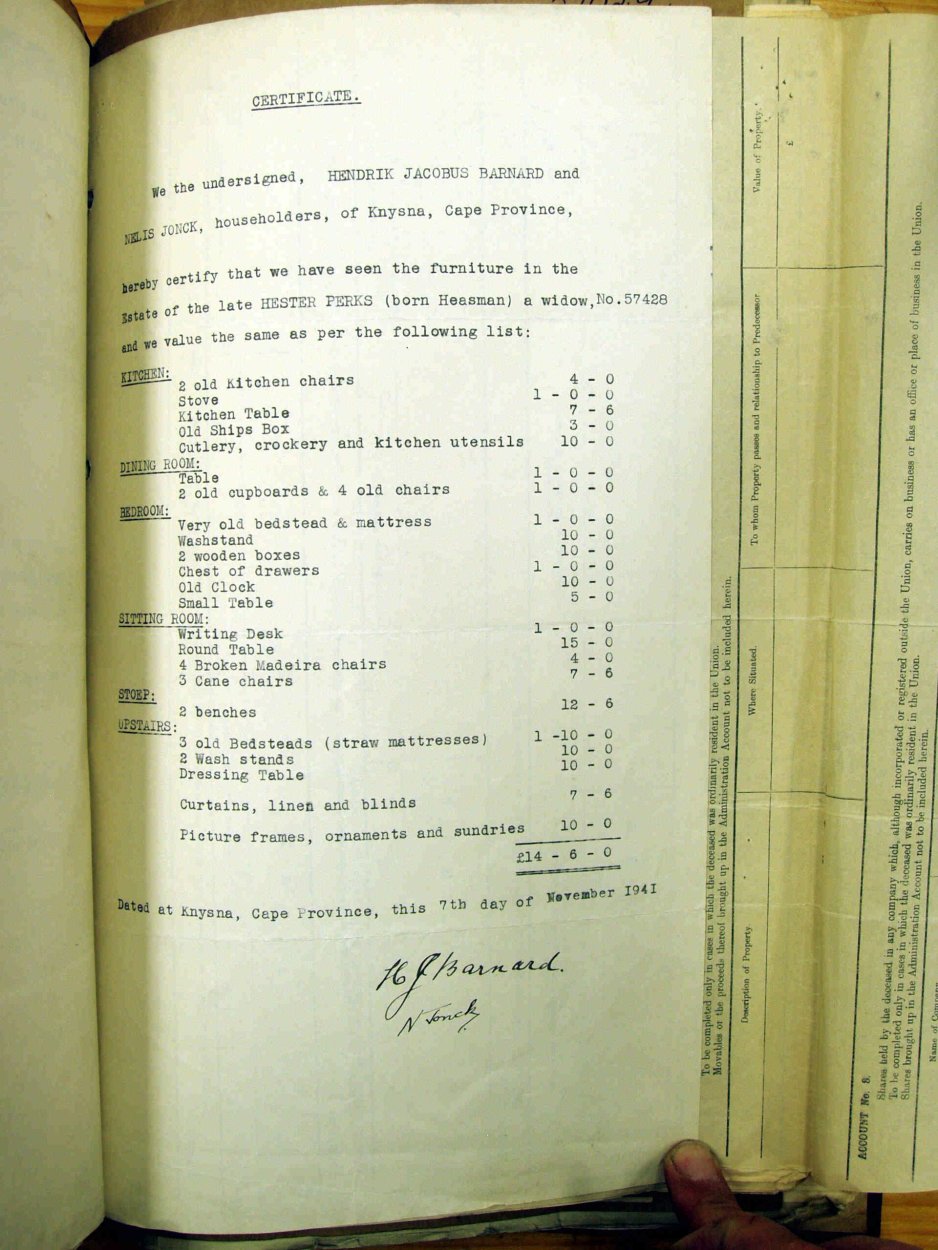 CERTIFICATE.
We the undersigned, HENDRIK JACOBUS BARNARD and
NELIS JONCK, householders, of Knysna, Cape Province,
hereby certify that we have seen the furniture in the
Estate of the late HESTER PERKS (born Heasman) a widow,No.57428
and we value the same as per the following list:
KITCHEN:
2 old Kitchen chairs 4 - 0
Stove 1 - 0 - 0
Kitchen Table 7 - 6
Old Ships Box 3 - 0
Cutlery, crockery and kitchen utensils 10 - 0
DINING ROOM:
Table 1 - 0 - 0
2 old cupboards & 4 old chairs 1 - 0 - 0
BEDROOM:
Very old bedstead & mattress 1 - 0 - 0
Washstand 10 - 0
2 wooden boxes 10 - 0
Chest of drawers 1 - 0 - 0
Old Clock 10 - 0
Small Table 5 - 0
SITTING ROOM:
Writing Desk 1 - 0 - 0
Round Table 15 - 0
4 Broken Madeira chairs 4 - 0
3 Cane chairs 7 - 6
STOEP:
2 benches 12 - 6
UPSTAIRS:
3 old Bedsteads (straw mattresses) 1 -10 - 0
2 Wash stands 10 - 0
Dressing Table 10 - 0
Curtains, linen and blinds 7 - 6
Picture frames, ornaments and sundries 10 - 0
£14 - 6 - 0
Dated at Knysna, Cape Province, this 7th day of November 1941
H J Barnard.
N Jonck
To be completed only in cases in which the deceased was ordinarily resident in the Union.
Movables or the proceeds thereof brought up in the Administration Account not to be included herein.
Description of Property.
Where Situated.
To whom Property passes and relationship to Predecessor
Value of Property.
£
ACCOUNT No. 8.
Shares held by the deceased in any company which, although incorporated or registered outside the Union, carries on business or has an office or place of business in the Union.
To be completed only in cases in which the deceased was ordinarily resident in the Union.
Shares brought up in the Administration Account not to be included herein.
Name of Company